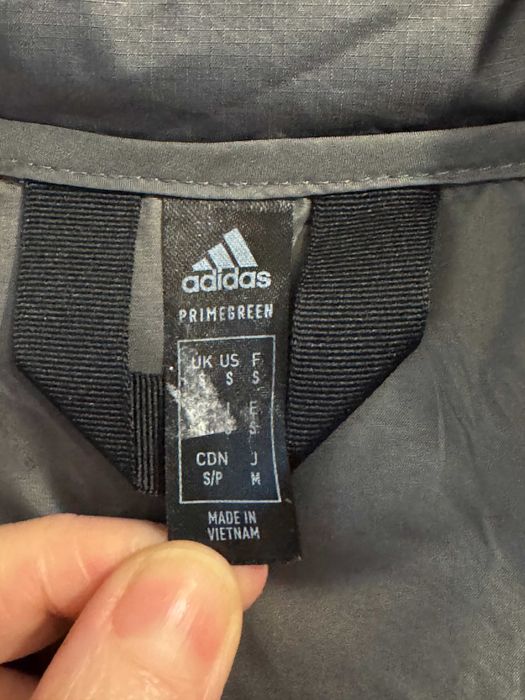 adidas
PRIMEGREEN
UK US F
S S S
E
S
CDN J
S/P M
MADE IN
VIETNAM